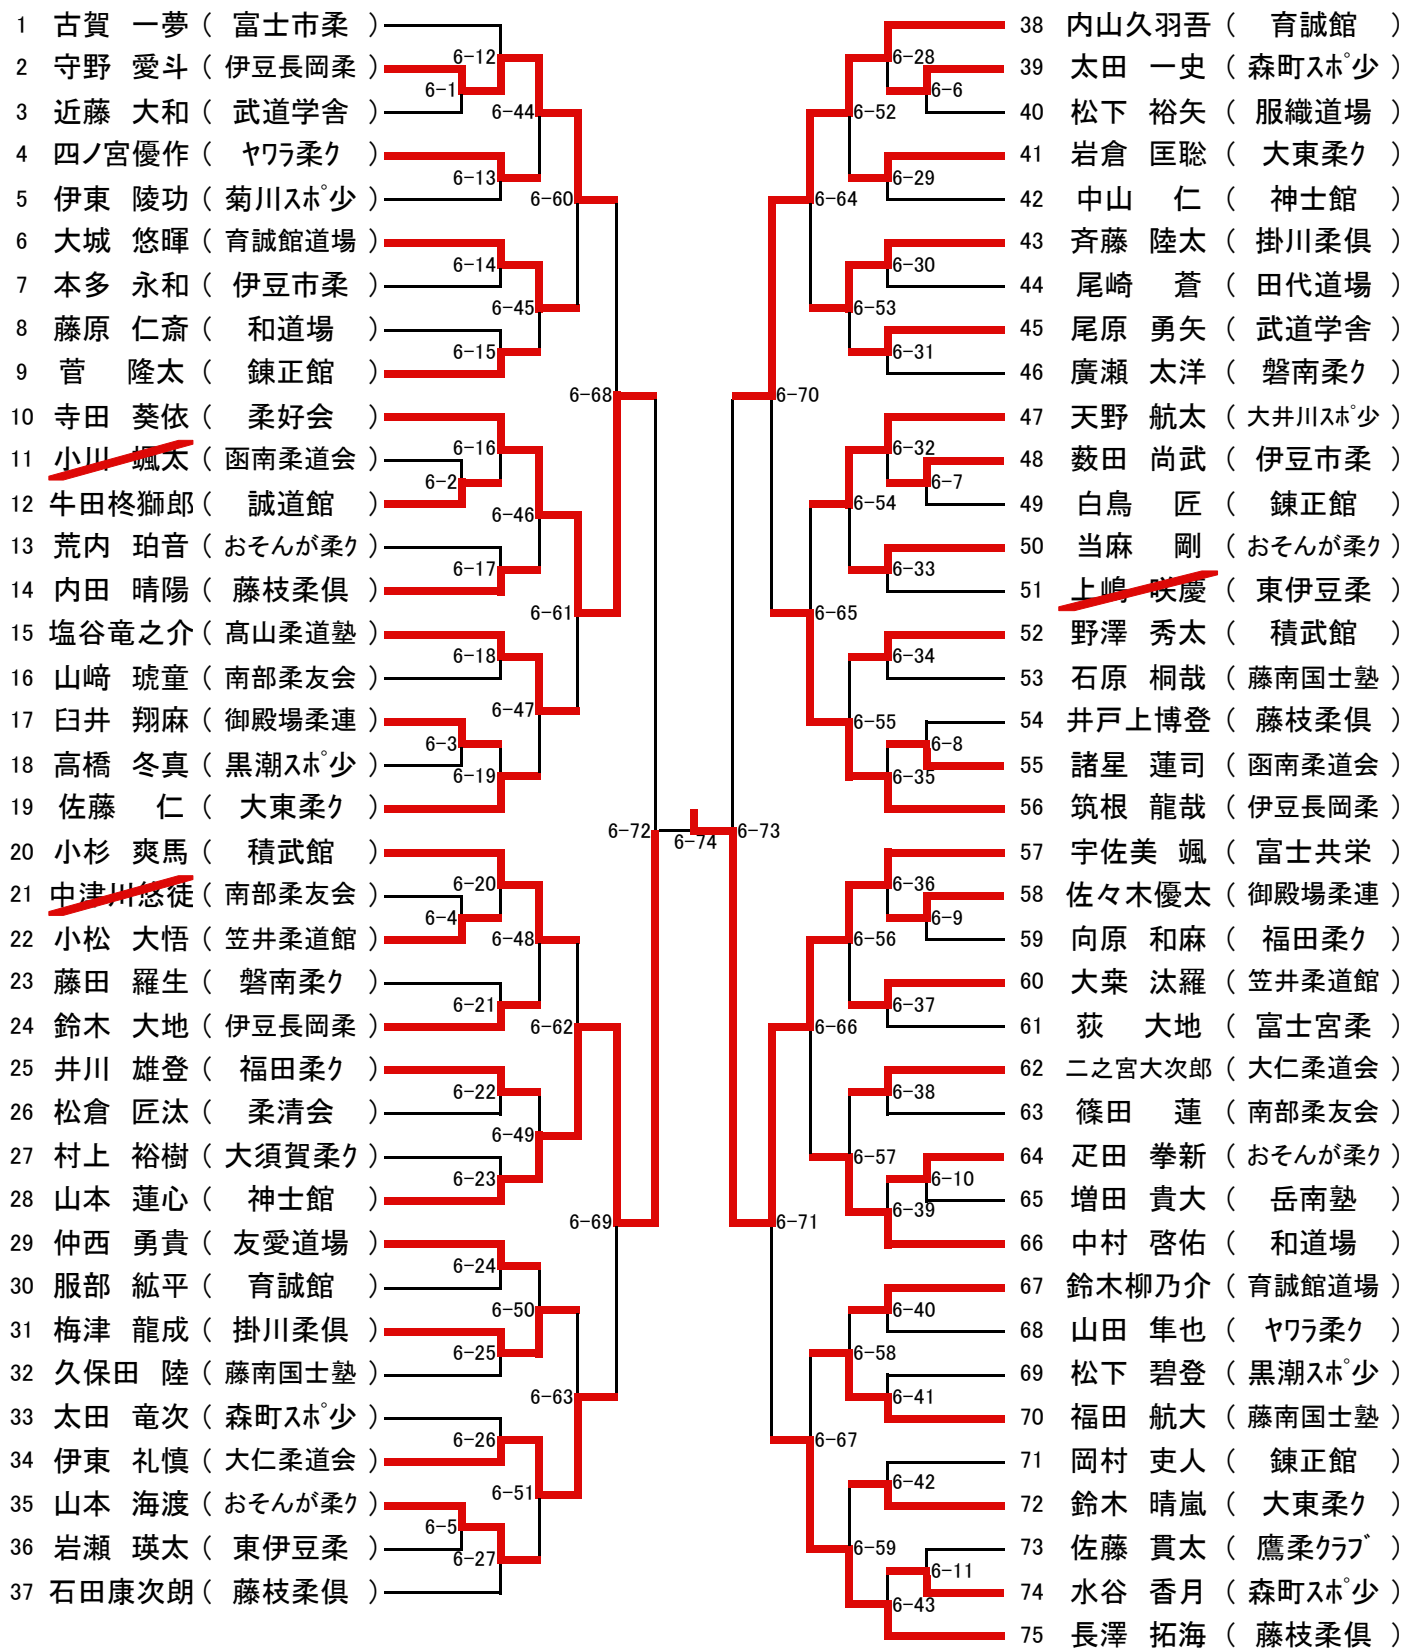 1 古賀 一夢 ( 富士市柔 )
2 守野 愛斗 ( 伊豆長岡柔 )
3 近藤 大和 ( 武道学舎 )
4 四ノ宮優作 ( ヤワラ柔ク )
5 伊東 陵功 ( 菊川スポ少 )
6 大城 悠暉 ( 育誠館道場 )
7 本多 永和 ( 伊豆市柔 )
8 藤原 仁斎 ( 和道場 )
9 菅 隆太 ( 錬正館 )
10 寺田 葵依 ( 柔好会 )
11 小川 颯太 ( 函南柔道会 )
12 牛田柊獅郎 ( 誠道館 )
13 荒内 珀音 ( おそんが柔ク )
14 内田 晴陽 ( 藤枝柔倶 )
15 塩谷竜之介 ( 髙山柔道塾 )
16 山﨑 琥童 ( 南部柔友会 )
17 臼井 翔麻 ( 御殿場柔連 )
18 高橋 冬真 ( 黒潮スポ少 )
19 佐藤 仁 ( 大東柔ク )
20 小杉 爽馬 ( 積武館 )
21 中津川悠徒 ( 南部柔友会 )
22 小松 大悟 ( 笠井柔道館 )
23 藤田 羅生 ( 磐南柔ク )
24 鈴木 大地 ( 伊豆長岡柔 )
25 井川 雄登 ( 福田柔ク )
26 松倉 匠汰 ( 柔清会 )
27 村上 裕樹 ( 大須賀柔ク )
28 山本 蓮心 ( 神士館 )
29 仲西 勇貴 ( 友愛道場 )
30 服部 紘平 ( 育誠館 )
31 梅津 龍成 ( 掛川柔倶 )
32 久保田 陸 ( 藤南国士塾 )
33 太田 竜次 ( 森町スポ少 )
34 伊東 礼慎 ( 大仁柔道会 )
35 山本 海渡 ( おそんが柔ク )
36 岩瀬 瑛太 ( 東伊豆柔 )
37 石田康次朗 ( 藤枝柔倶 )
6-1
6-2
6-3
6-4
6-5
6-12
6-13
6-14
6-15
6-16
6-17
6-18
6-19
6-20
6-21
6-22
6-23
6-24
6-25
6-26
6-27
6-44
6-45
6-46
6-47
6-48
6-49
6-50
6-51
6-60
6-61
6-62
6-63
6-68
6-69
6-72
6-74
6-73
6-70
6-71
6-64
6-65
6-66
6-67
6-52
6-53
6-54
6-55
6-56
6-57
6-58
6-59
6-28
6-29
6-30
6-31
6-32
6-33
6-34
6-35
6-36
6-37
6-38
6-39
6-40
6-41
6-42
6-43
6-6
6-7
6-8
6-9
6-10
6-11
38 内山久羽吾 ( 育誠館 )
39 太田 一史 ( 森町スポ少 )
40 松下 裕矢 ( 服織道場 )
41 岩倉 匡聡 ( 大東柔ク )
42 中山 仁 ( 神士館 )
43 斉藤 陸太 ( 掛川柔倶 )
44 尾崎 蒼 ( 田代道場 )
45 尾原 勇矢 ( 武道学舎 )
46 廣瀬 太洋 ( 磐南柔ク )
47 天野 航太 ( 大井川スポ少 )
48 薮田 尚武 ( 伊豆市柔 )
49 白鳥 匠 ( 錬正館 )
50 当麻 剛 ( おそんが柔ク )
51 上嶋 咲慶 ( 東伊豆柔 )
52 野澤 秀太 ( 積武館 )
53 石原 桐哉 ( 藤南国士塾 )
54 井戸上博登 ( 藤枝柔倶 )
55 諸星 蓮司 ( 函南柔道会 )
56 筑根 龍哉 ( 伊豆長岡柔 )
57 宇佐美 颯 ( 富士共栄 )
58 佐々木優太 ( 御殿場柔連 )
59 向原 和麻 ( 福田柔ク )
60 大桒 汰羅 ( 笠井柔道館 )
61 荻 大地 ( 富士宮柔 )
62 二之宮大次郎 ( 大仁柔道会 )
63 篠田 蓮 ( 南部柔友会 )
64 疋田 拳新 ( おそんが柔ク )
65 増田 貴大 ( 岳南塾 )
66 中村 啓佑 ( 和道場 )
67 鈴木柳乃介 ( 育誠館道場 )
68 山田 隼也 ( ヤワラ柔ク )
69 松下 碧登 ( 黒潮スポ少 )
70 福田 航大 ( 藤南国士塾 )
71 岡村 吏人 ( 錬正館 )
72 鈴木 晴嵐 ( 大東柔ク )
73 佐藤 貫太 ( 鷹柔クラブ )
74 水谷 香月 ( 森町スポ少 )
75 長澤 拓海 ( 藤枝柔倶 )